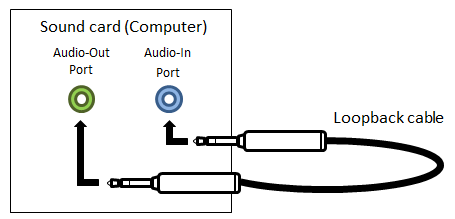 Sound card (Computer)
Audio-Out
Port
Audio-In
Port
Loopback cable